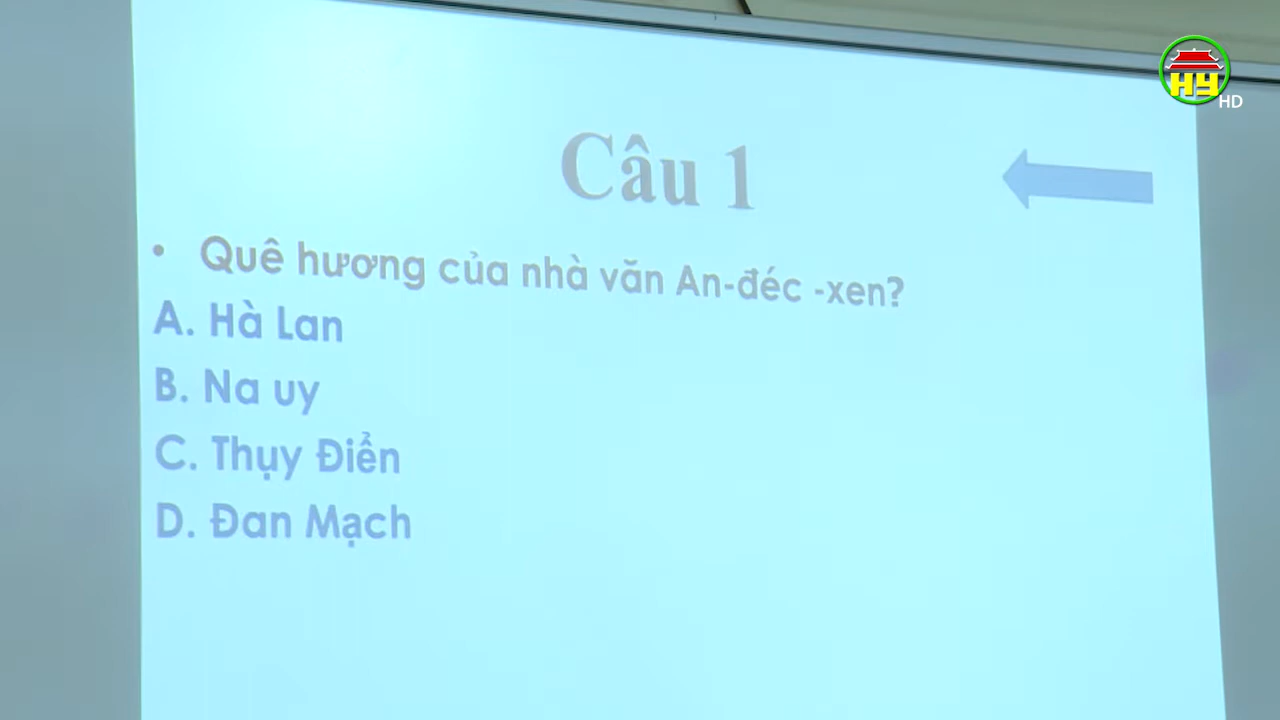 HY
HD
Câu 1
• Quê hương của nhà văn An-đéc -xen?
A. Hà Lan
B. Na uy
C. Thụy Điển
D. Đan Mạch